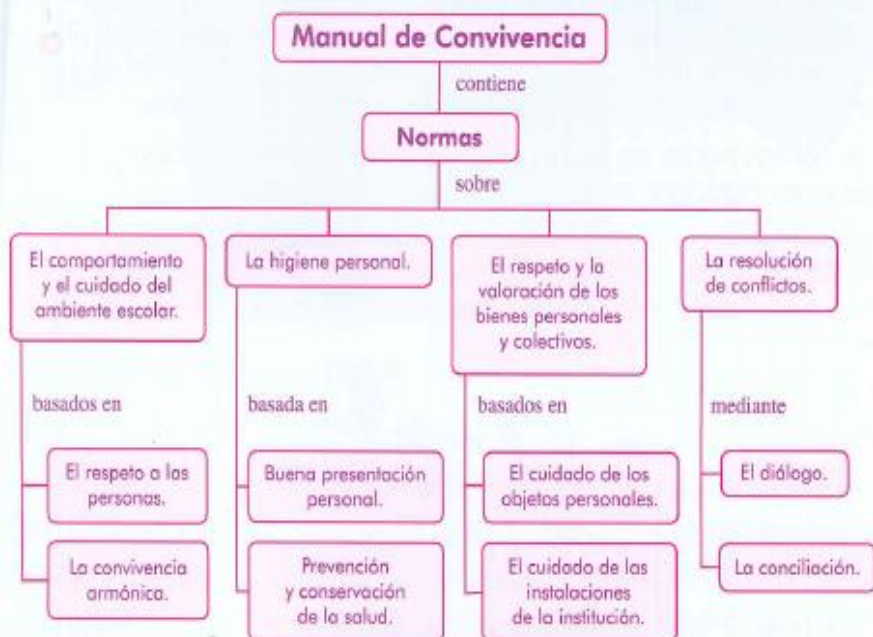 Manual de Convivencia
contiene
Normas
sobre
El comportamiento
y el cuidado del
ambiente escolar.
basados en
El respeto a las
personas.
La convivencia
armónica.
La higiene personal.
basada en
Buena presentación
personal.
Prevención
y conservación
de la salud.
El respeto y la
valoración de los
bienes personales
y colectivos.
basados en
El cuidado de los
objetos personales.
El cuidado de las
instalaciones
de la institución.
La resolución
de conflictos.
mediante
El diálogo.
La conciliación.